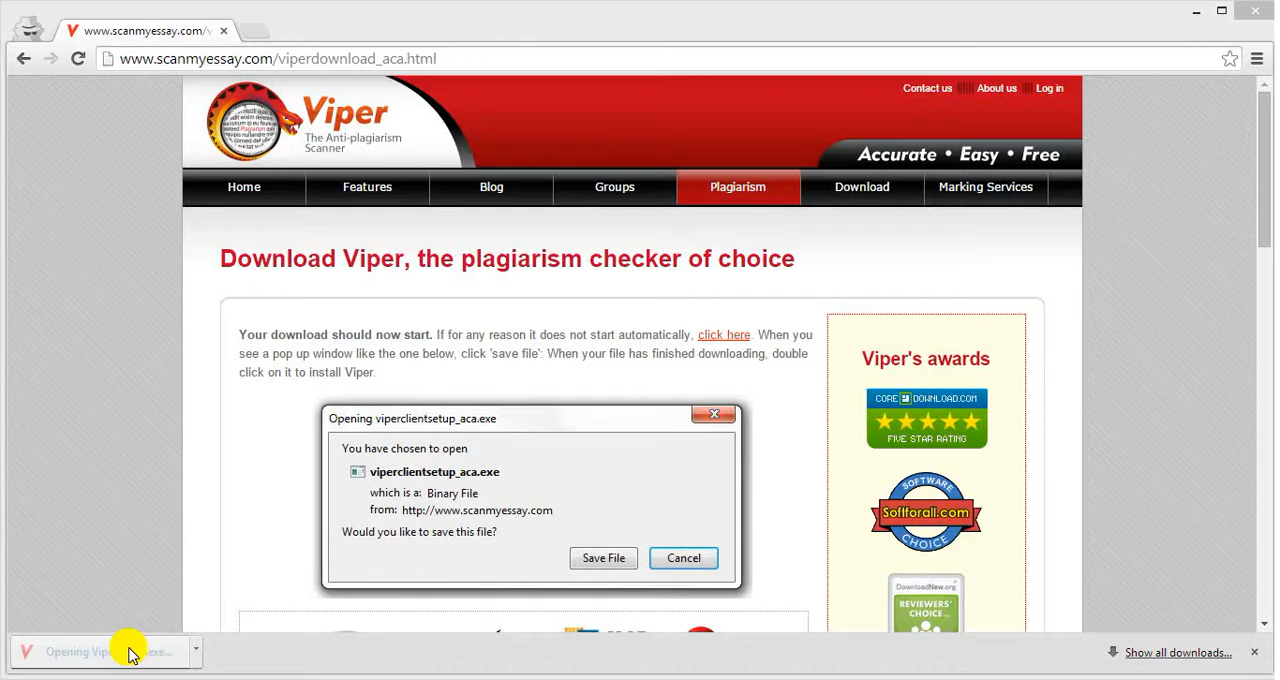 www.scanmyessay.com/v
www.scanmyessay.com/viperdownload_aca.html
Contact us About us Log in
Viper
The Anti-plagiarism
Scanner
Accurate • Easy • Free
Home Features Blog Groups Plagiarism Download Marking Services
Download Viper, the plagiarism checker of choice
Your download should now start. If for any reason it does not start automatically, click here. When you
see a pop up window like the one below, click 'save file': When your file has finished downloading, double
click on it to install Viper.
Opening viperclientsetup_aca.exe
You have chosen to open
viperclientsetup_aca.exe
which is a: Binary File
from: http://www.scanmyessay.com
Would you like to save this file?
Save File Cancel
Viper's awards
CORE DOWNLOAD.COM
FIVE STAR RATING
SOFTWARE
Softforall.com
CHOICE
DownloadNew.org
REVIEWERS'
CHOICE
Opening Vip exe...
Show all downloads...